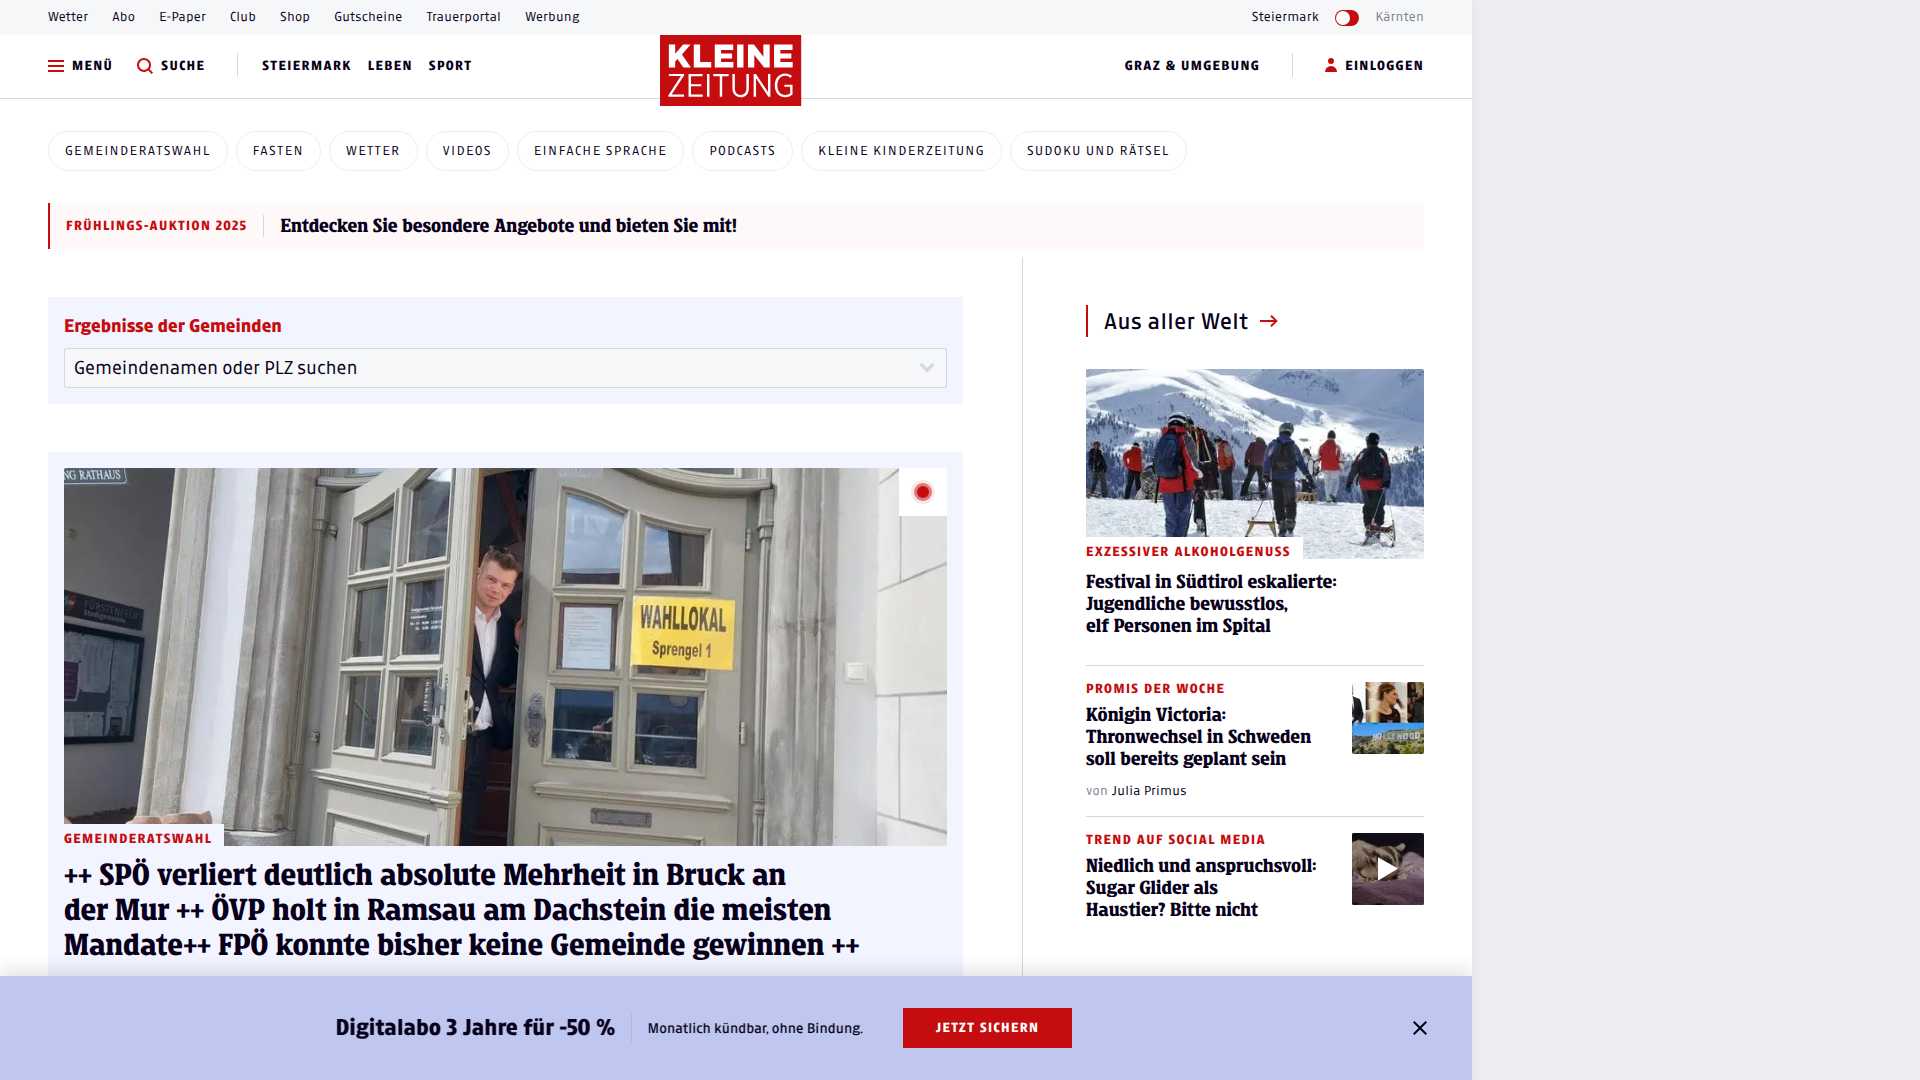 Wetter Abo E-Paper Club Shop Gutscheine Trauerportal Werbung Steiermark Kärnten
MENÜ SUCHE STEIERMARK LEBEN SPORT KLEINE ZEITUNG GRAZ & UMGEBUNG EINLOGGEN
GEMEINDERATSWAHL FASTEN WETTER VIDEOS EINFACHE SPRACHE PODCASTS KLEINE KINDERZEITUNG SUDOKU UND RÄTSEL
FRÜHLINGS-AUKTION 2025 Entdecken Sie besondere Angebote und bieten Sie mit!
Ergebnisse der Gemeinden
Gemeindenamen oder PLZ suchen
NG RATHAUS
FÜRSTENFELD
WAHLLOKAL
Sprengel 1
GEMEINDERATSWAHL
++ SPÖ verliert deutlich absolute Mehrheit in Bruck an
der Mur ++ ÖVP holt in Ramsau am Dachstein die meisten
Mandate++ FPÖ konnte bisher keine Gemeinde gewinnen ++
Aus aller Welt
EXZESSIVER ALKOHOLGENUSS
Festival in Südtirol eskalierte:
Jugendliche bewusstlos,
elf Personen im Spital
PROMIS DER WOCHE
Königin Victoria:
Thronwechsel in Schweden
soll bereits geplant sein
von Julia Primus
HOLLYWOOD
TREND AUF SOCIAL MEDIA
Niedlich und anspruchsvoll:
Sugar Glider als
Haustier? Bitte nicht
Digitalabo 3 Jahre für -50 % Monatlich kündbar, ohne Bindung. JETZT SICHERN